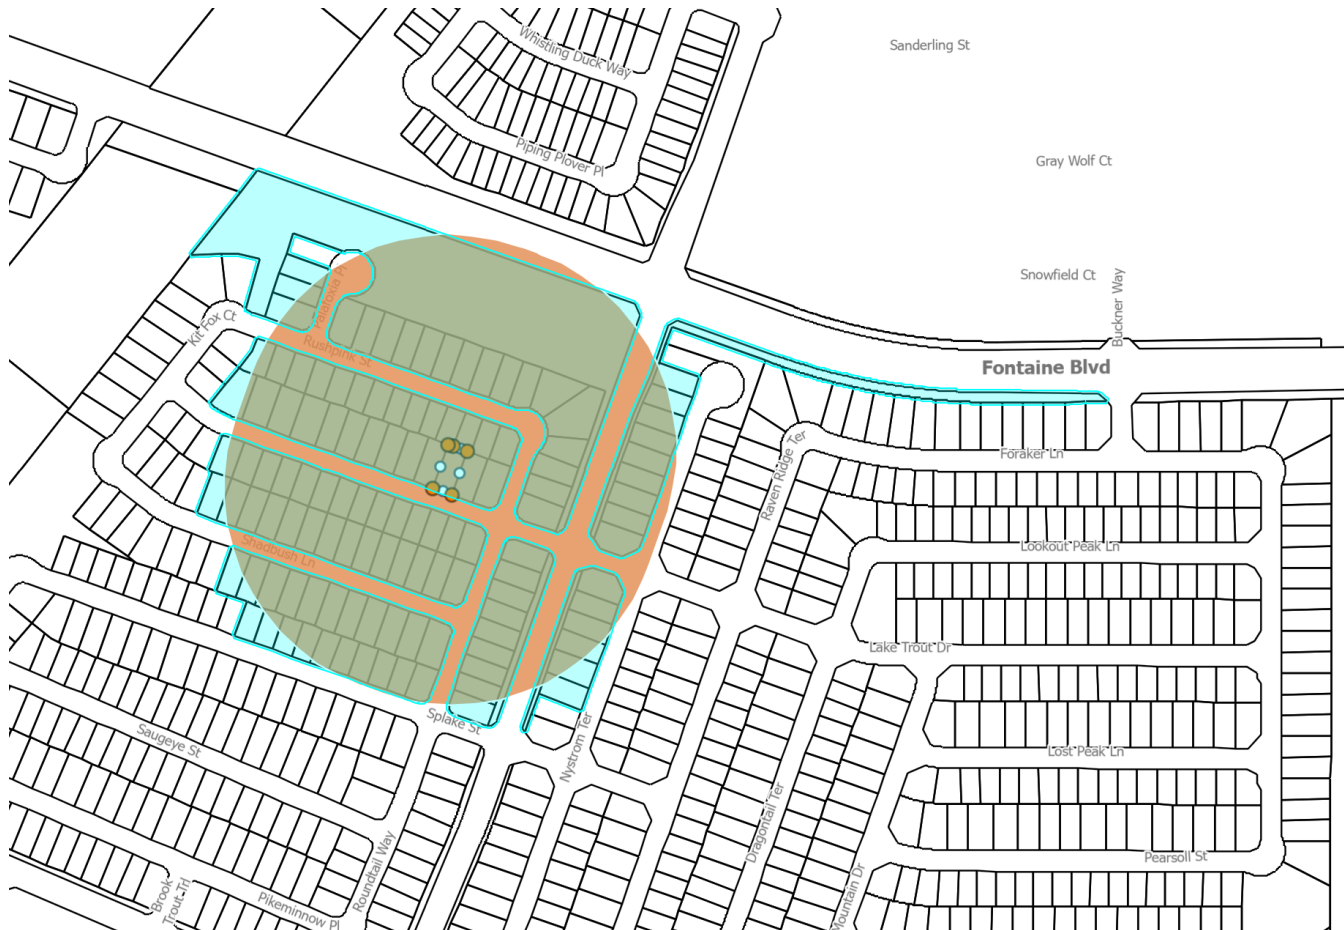 Whistling Duck Way
Sanderling St
Piping Plover Pl
Gray Wolf Ct
Snowfield Ct
Buckner Way
Palafoxia Pl
Kit Fox Ct
Rushpink St
Fontaine Blvd
Foraker Ln
Raven Ridge Ter
Lookout Peak Ln
Shadbush Ln
Lake Trout Dr
Splake St
Saugeye St
Nystrom Ter
Lost Peak Ln
Dragontail Ter
Pearsoll St
Roundtail Way
Mountain Dr
Brook
Trout Trl
Pikeminnow Pl